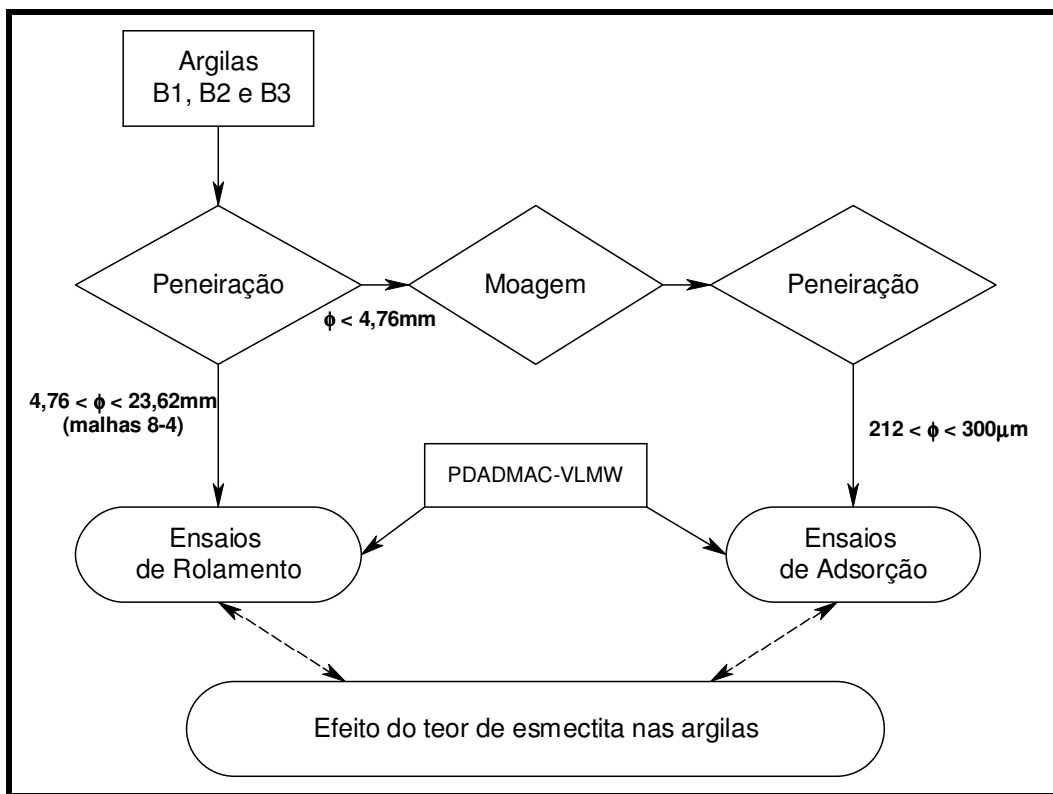 Argilas
B1, B2 e B3
Peneiração
Moagem
Peneiração
ϕ < 4,76mm
4,76 < ϕ < 23,62mm
(malhas 8-4)
212 < ϕ < 300μm
PDADMAC-VLMW
Ensaios
de Rolamento
Ensaios
de Adsorção
Efeito do teor de esmectita nas argilas